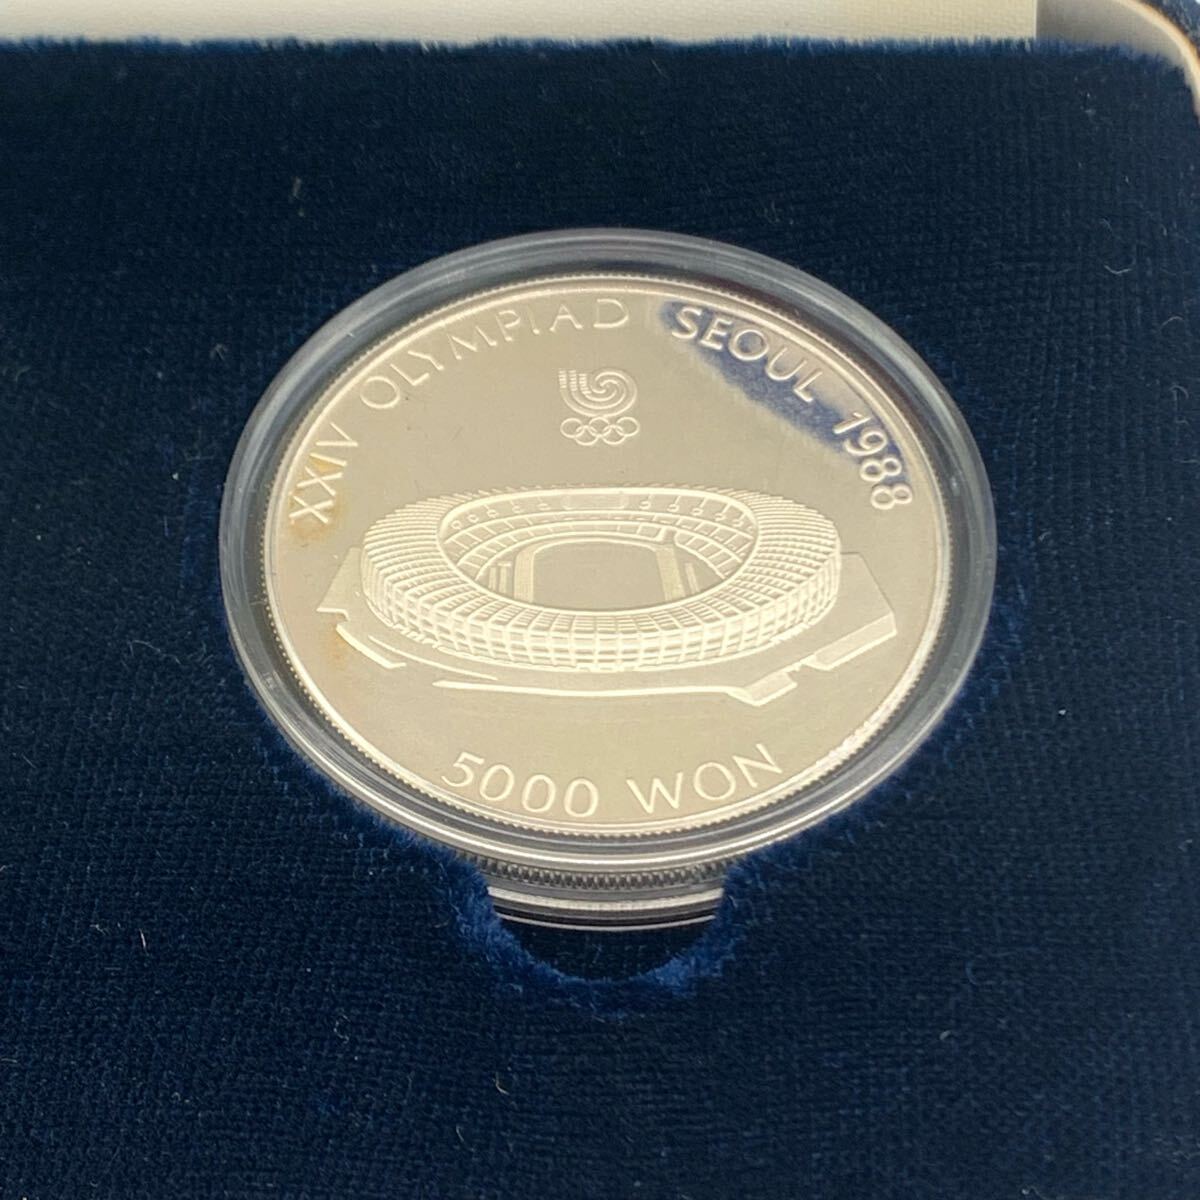 XXIV OLYMPIAD SEOUL 1988
5000 WON